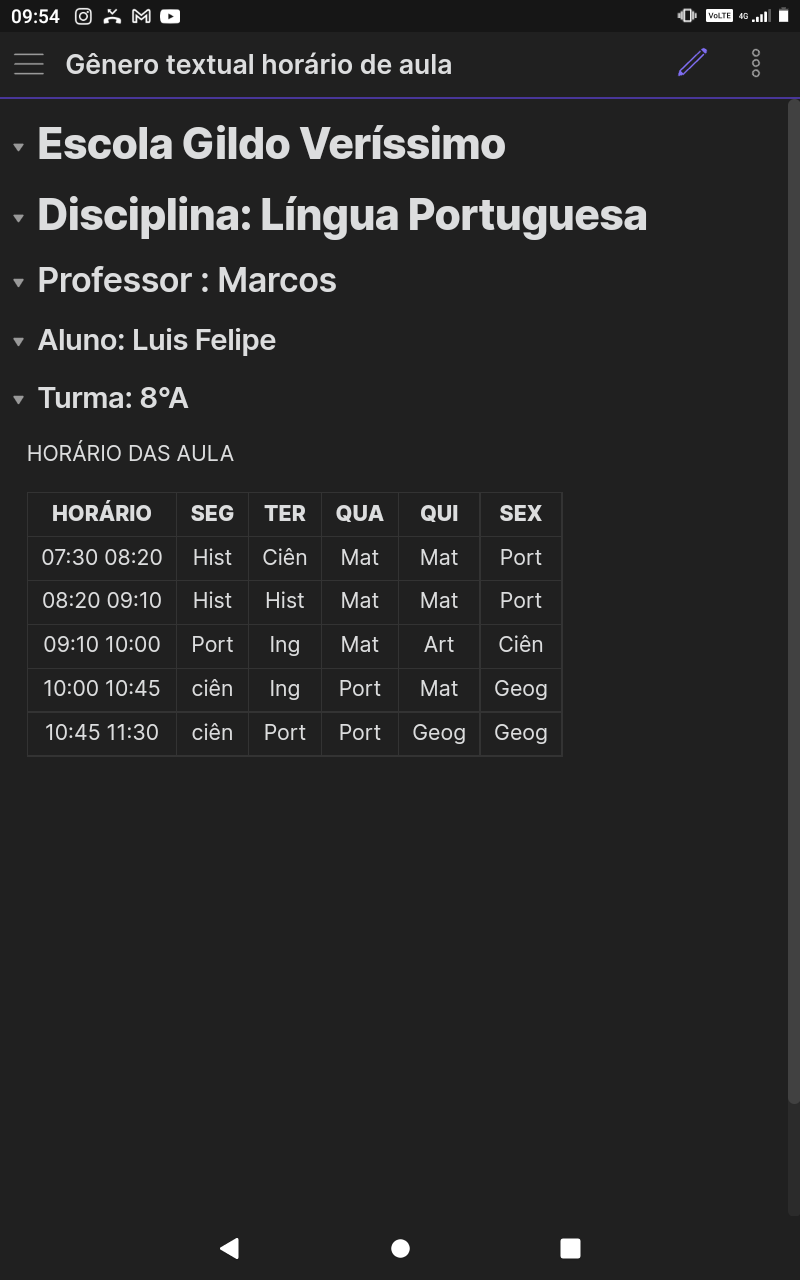 09:54 VoLTE 4G
Gênero textual horário de aula
Escola Gildo Veríssimo
Disciplina: Língua Portuguesa
Professor : Marcos
Aluno: Luis Felipe
Turma: 8°A
HORÁRIO DAS AULA
HORÁRIO SEG TER QUA QUI SEX
07:30 08:20 Hist Ciên Mat Mat Port
08:20 09:10 Hist Hist Mat Mat Port
09:10 10:00 Port Ing Mat Art Ciên
10:00 10:45 ciên Ing Port Mat Geog
10:45 11:30 ciên Port Port Geog Geog